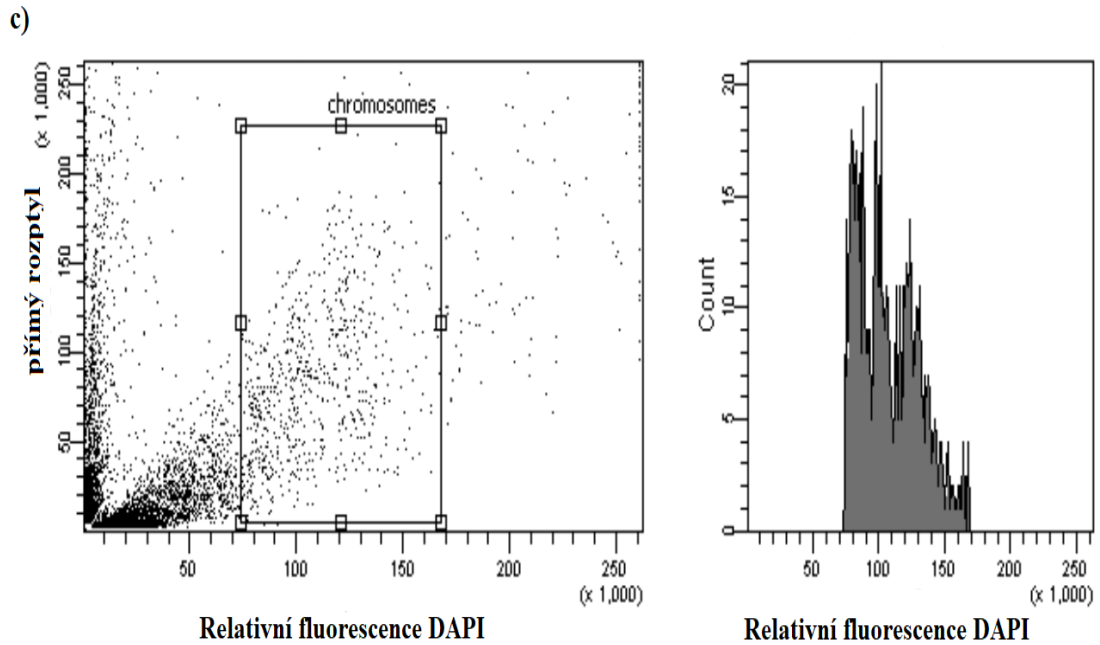 c)
(x 1,000)
250
200
150
100
50
přímý rozptyl
chromosomes
50
100
150
200
250
(x 1,000)
Relativní fluorescence DAPI
20
15
10
5
0
Count
50
100
150
200
250
(x 1,000)
Relativní fluorescence DAPI